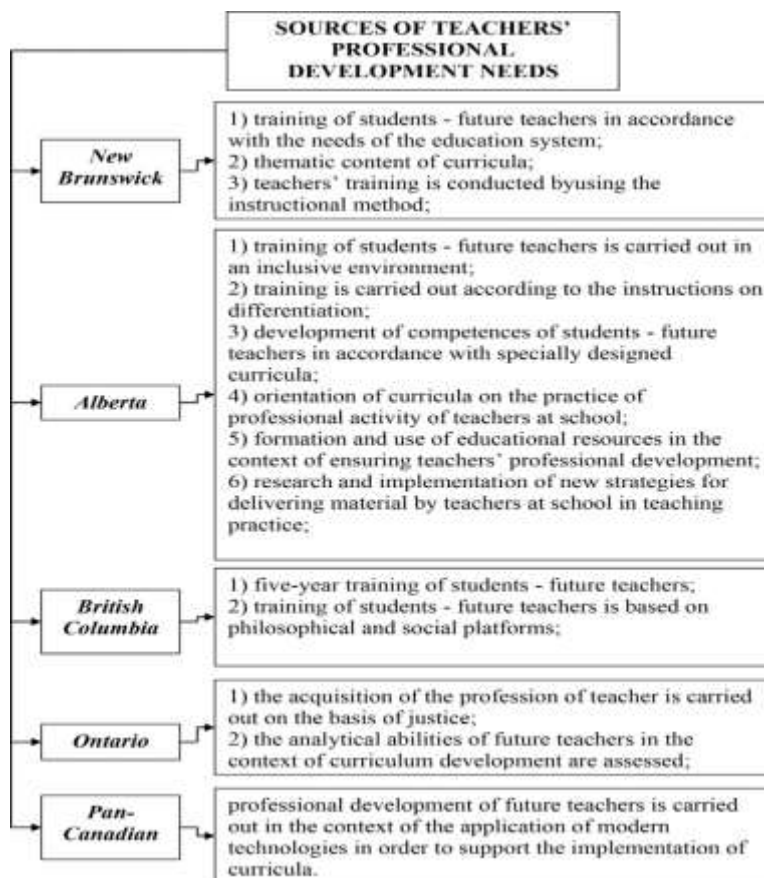 SOURCES OF TEACHERS'
PROFESSIONAL
DEVELOPMENT NEEDS
New
Brunswick
1) training of students - future teachers in accordance
with the needs of the education system;
2) thematic content of curricula;
3) teachers' training is conducted byusing the
instructional method;
Alberta
1) training of students - future teachers is carried out in
an inclusive environment;
2) training is carried out according to the instructions on
differentiation;
3) development of competences of students - future
teachers in accordance with specially designed
curricula;
4) orientation of curricula on the practice of
professional activity of teachers at school;
5) formation and use of educational resources in the
context of ensuring teachers' professional development;
6) research and implementation of new strategies for
delivering material by teachers at school in teaching
practice;
British
Columbia
1) five-year training of students - future teachers;
2) training of students - future teachers is based on
philosophical and social platforms;
Ontario
1) the acquisition of the profession of teacher is carried
out on the basis of justice;
2) the analytical abilities of future teachers in the
context of curriculum development are assessed;
Pan-
Canadian
professional development of future teachers is carried
out in the context of the application of modern
technologies in order to support the implementation of
curricula.